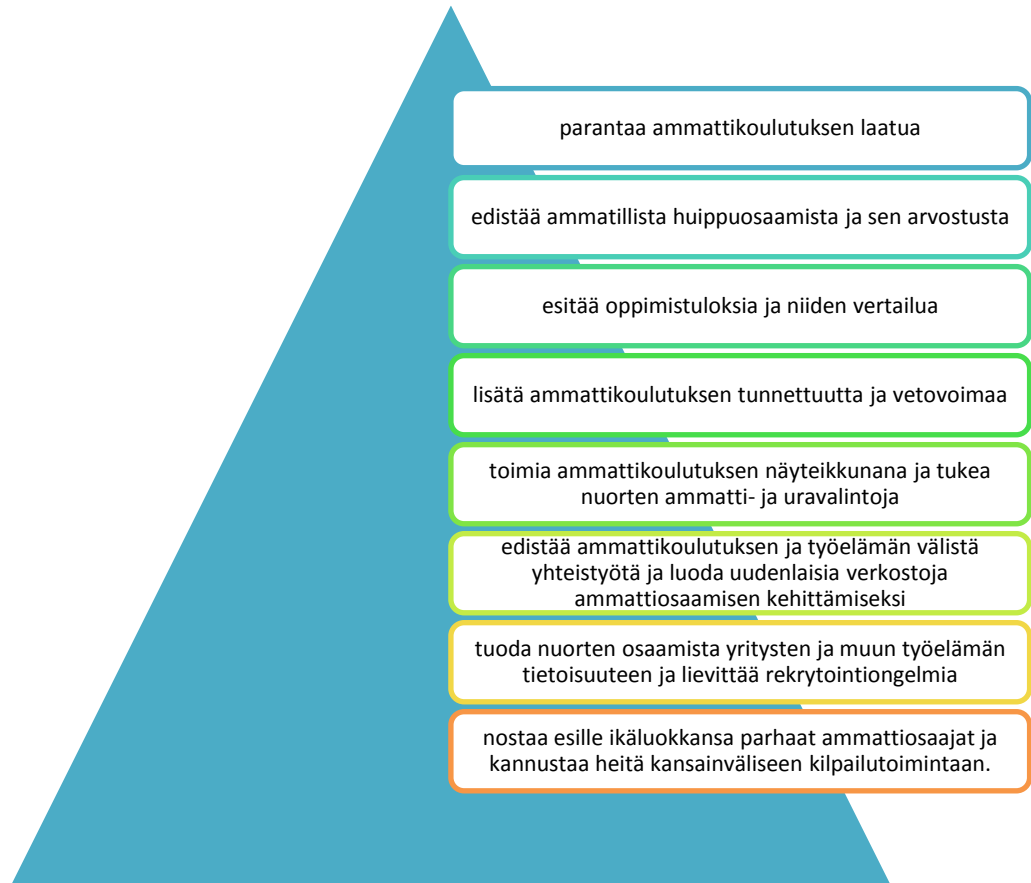 parantaa ammattikoulutuksen laatua
edistää ammatillista huippuosaamista ja sen arvostusta
esitää oppimistuloksia ja niiden vertailua
lisätä ammattikoulutuksen tunnettuutta ja vetovoimaa
toimia ammattikoulutuksen näyteikkunana ja tukea
nuorten ammatti- ja uravalintoja
edistää ammattikoulutuksen ja työelämän välistä
yhteistyötä ja luoda uudenlaisia verkostoja
ammattiosaamisen kehittämiseksi
tuoda nuorten osaamista yritysten ja muun työelämän
tietoisuuteen ja lievittää rekrytointiongelmia
nostaa esille ikäluokkansa parhaat ammattiosaajat ja
kannustaa heitä kansainväliseen kilpailutoimintaan.